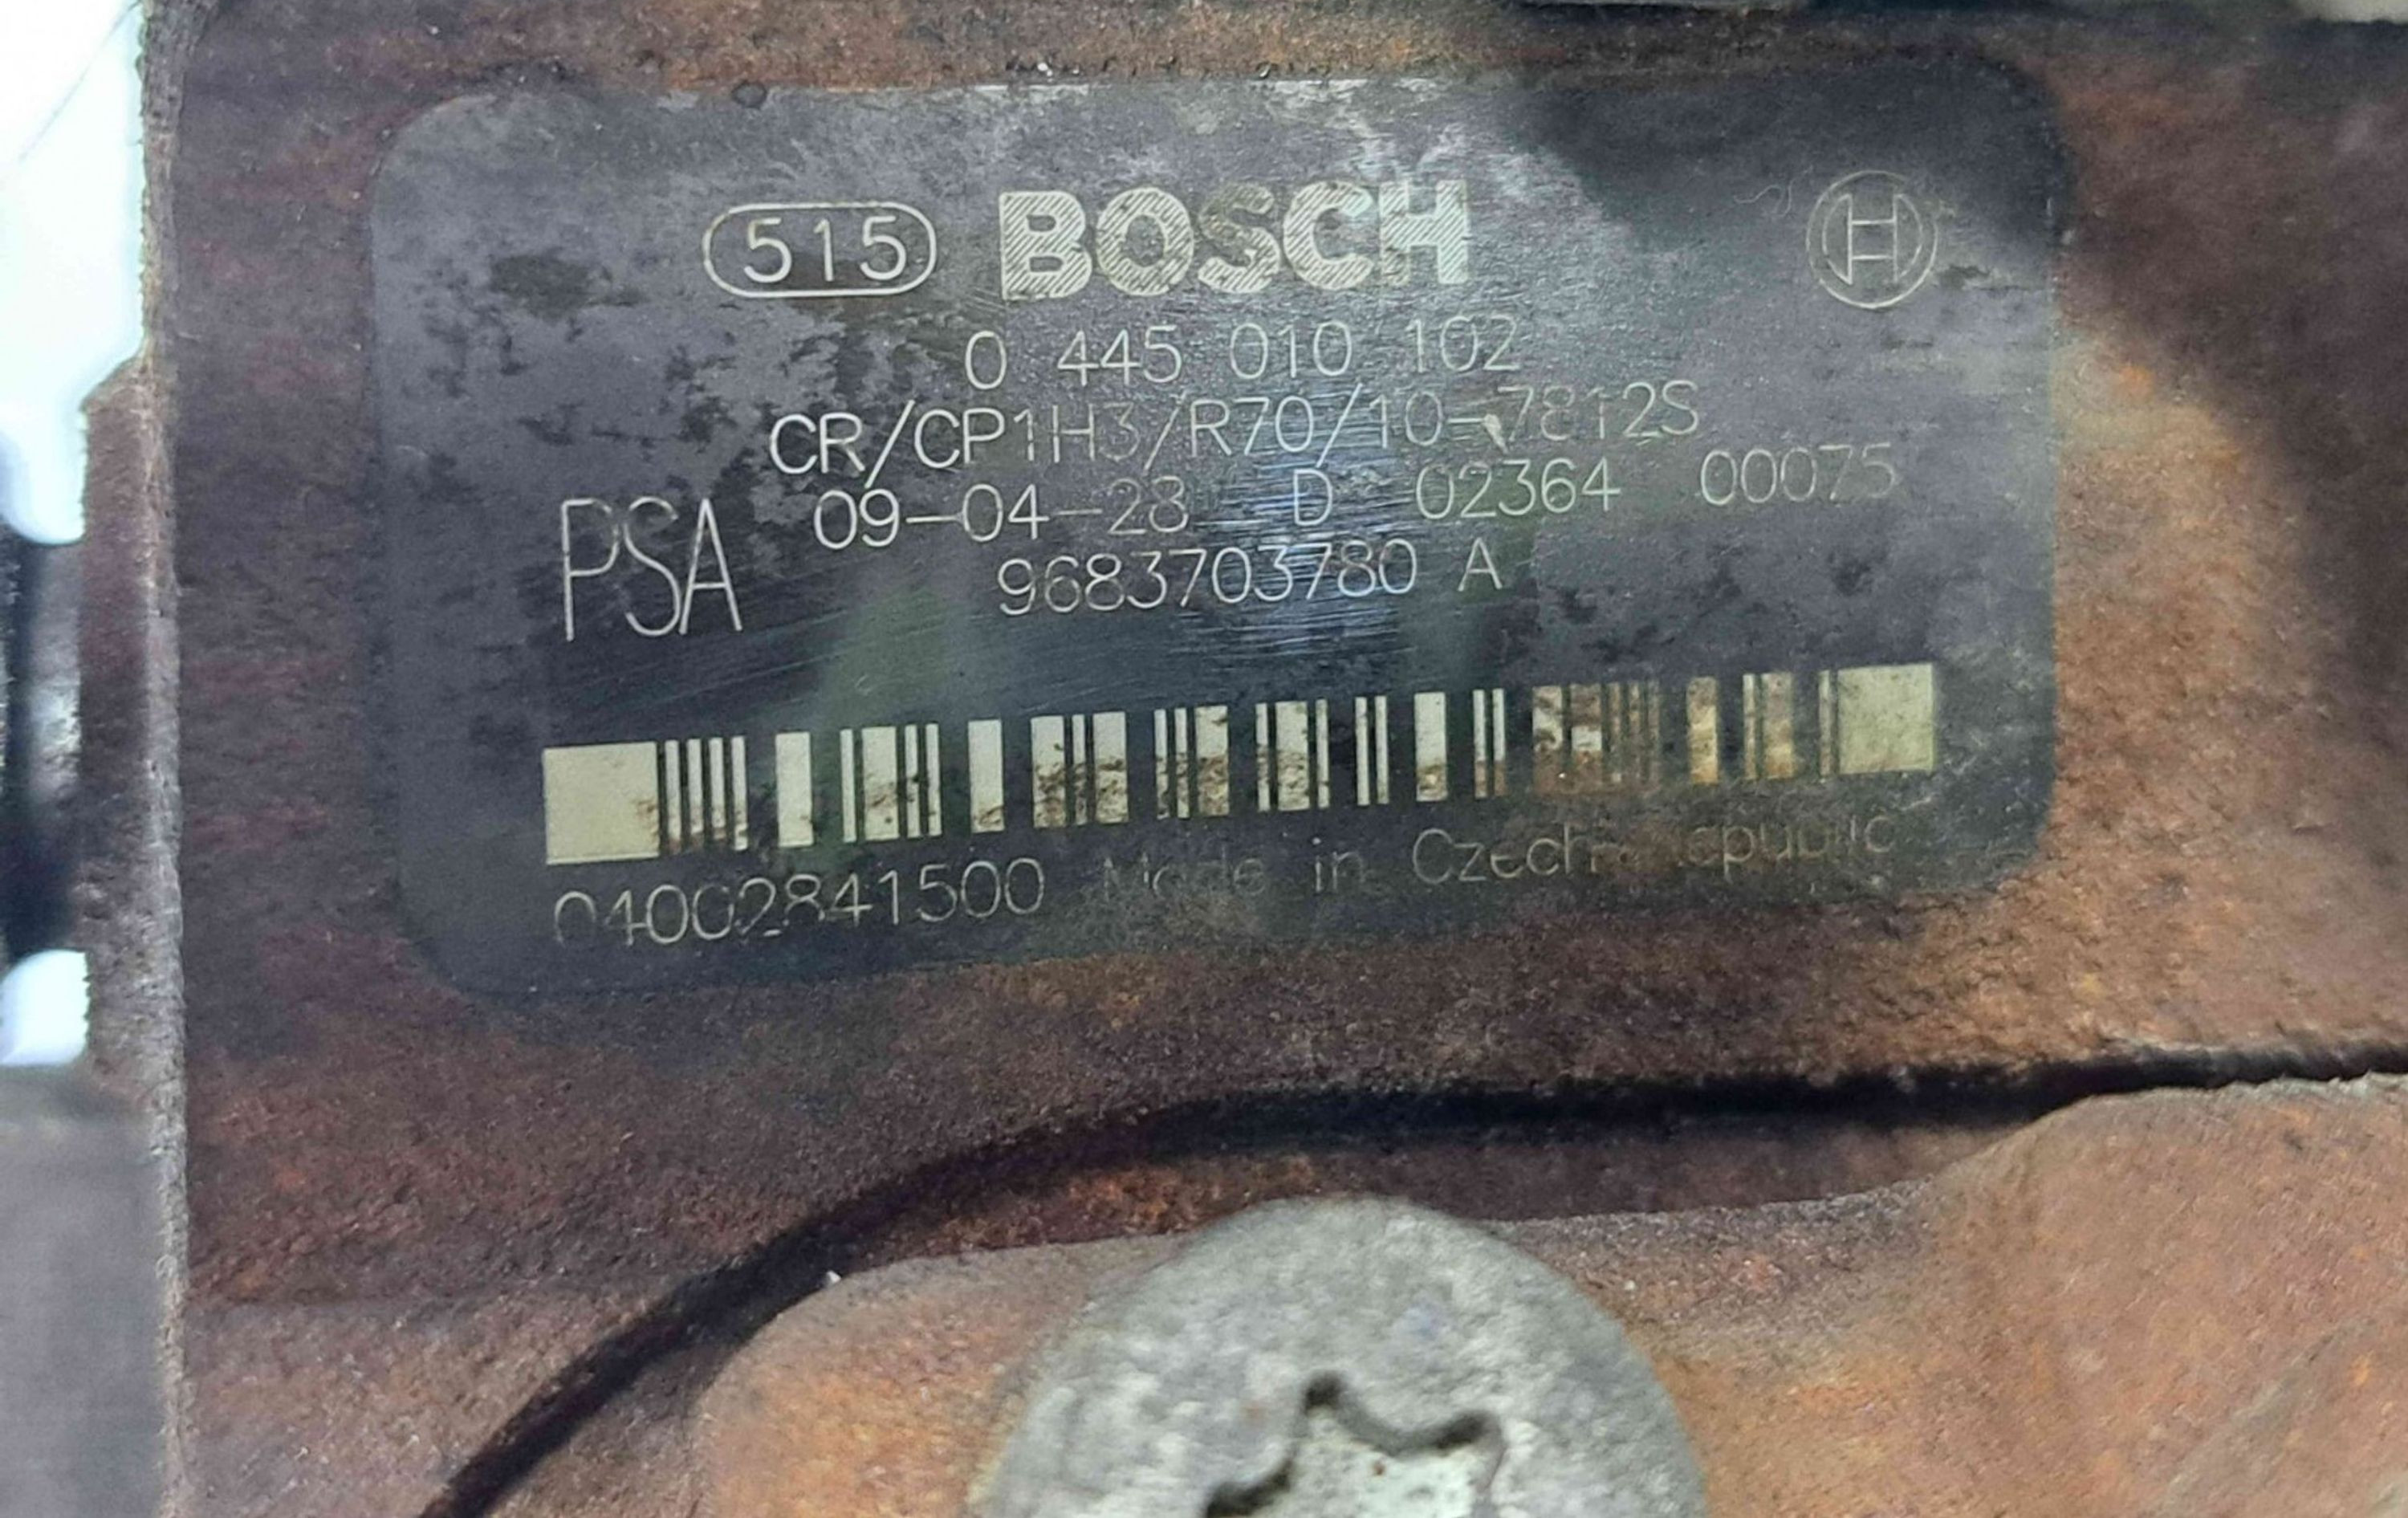 515 BOSCH
0 445 010 102
CR/CP1H3/R70/10-7812S
PSA 09-04-28 D 02364 00075
9683703780 A
04002841500 Made in Czech Republic